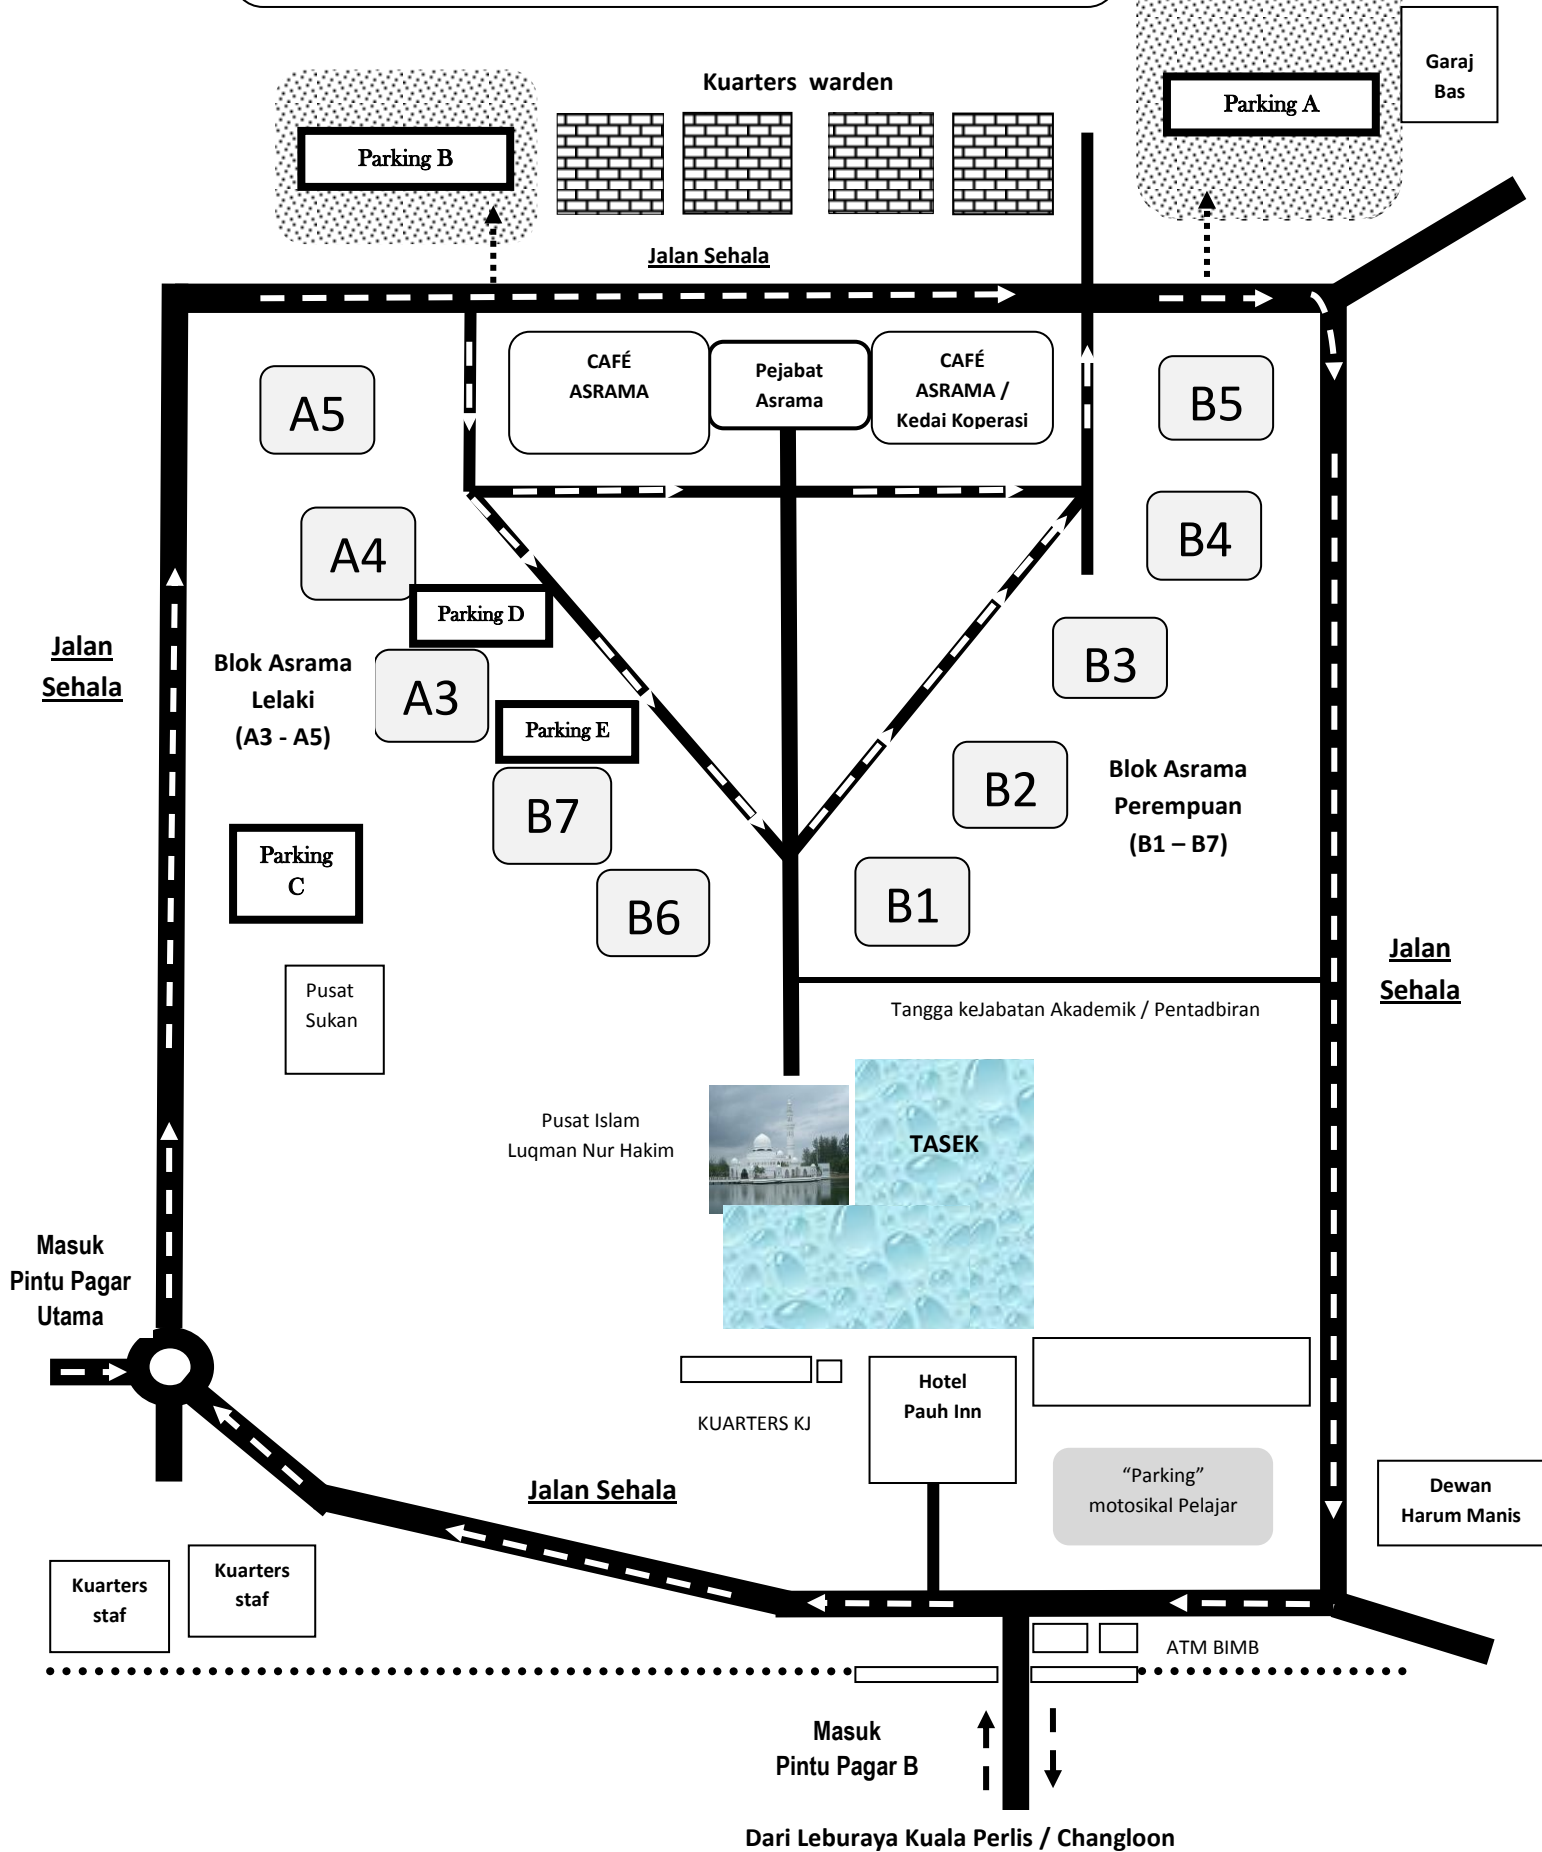 Garaj
Bas
Kuarters warden
Parking A
Parking B
Jalan Sehala
CAFÉ
ASRAMA
Pejabat
Asrama
CAFÉ
ASRAMA /
Kedai Koperasi
A5
B5
A4
B4
Parking D
Jalan
Sehala
Blok Asrama
Lelaki
(A3 - A5)
A3
B3
Parking E
B7
B2
Blok Asrama
Perempuan
(B1 – B7)
Parking
C
B6
B1
Jalan
Sehala
Pusat
Sukan
Tangga keJabatan Akademik / Pentadbiran
Pusat Islam
Luqman Nur Hakim
TASEK
Masuk
Pintu Pagar
Utama
Hotel
Pauh Inn
KUARTERS KJ
Jalan Sehala
“Parking”
motosikal Pelajar
Dewan
Harum Manis
Kuarters
staf
Kuarters
staf
ATM BIMB
Masuk
Pintu Pagar B
Dari Leburaya Kuala Perlis / Changloon